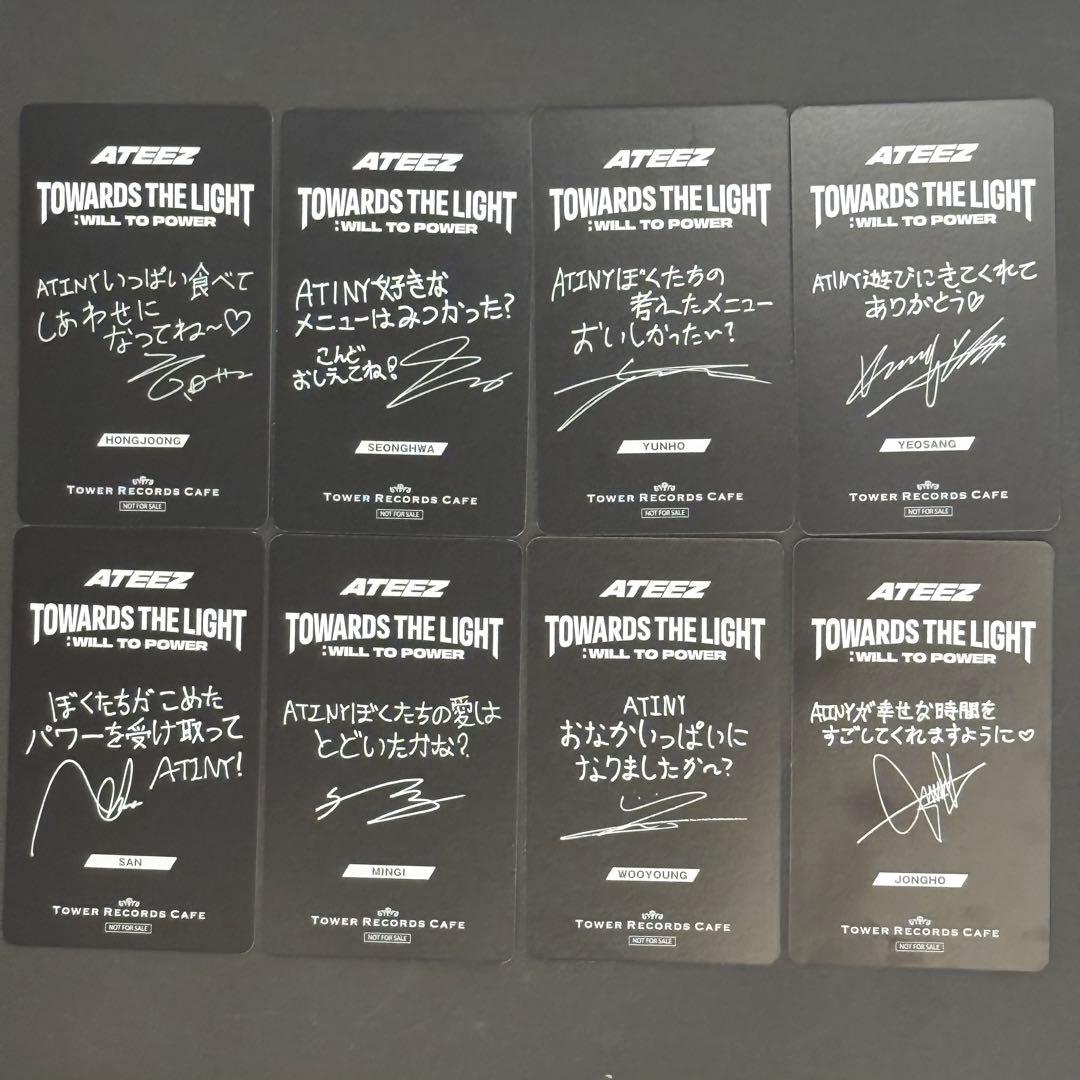 ATEEZ
TOWARDS THE LIGHT
:WILL TO POWER
ATINYいっぱい食べて
しあわせに
なってね～♡
HONGJOONG
TOWER RECORDS CAFE
NOT FOR SALE
ATEEZ
TOWARDS THE LIGHT
:WILL TO POWER
ATINY好きな
メニューはみつかった?
こんど
おしえてね!
SEONGHWA
TOWER RECORDS CAFE
NOT FOR SALE
ATEEZ
TOWARDS THE LIGHT
:WILL TO POWER
ATINYぼくたちの
考えたメニュー
おいしかった～?
YUNHO
TOWER RECORDS CAFE
NOT FOR SALE
ATEEZ
TOWARDS THE LIGHT
:WILL TO POWER
ATINY遊びにきてくれて
ありがとう♡
YEOSANG
TOWER RECORDS CAFE
NOT FOR SALE
ATEEZ
TOWARDS THE LIGHT
:WILL TO POWER
ぼくたちがこめた
パワーを受け取って
ATINY!
SAN
TOWER RECORDS CAFE
NOT FOR SALE
ATEEZ
TOWARDS THE LIGHT
:WILL TO POWER
ATINYぼくたちの愛は
とどいたかな?
MINGI
TOWER RECORDS CAFE
NOT FOR SALE
ATEEZ
TOWARDS THE LIGHT
:WILL TO POWER
ATINY
おなかいっぱいに
なりましたか～?
WOOYOUNG
TOWER RECORDS CAFE
NOT FOR SALE
ATEEZ
TOWARDS THE LIGHT
:WILL TO POWER
ATINYが幸せな時間を
すごしてくれますように♡
JONGHO
TOWER RECORDS CAFE
NOT FOR SALE